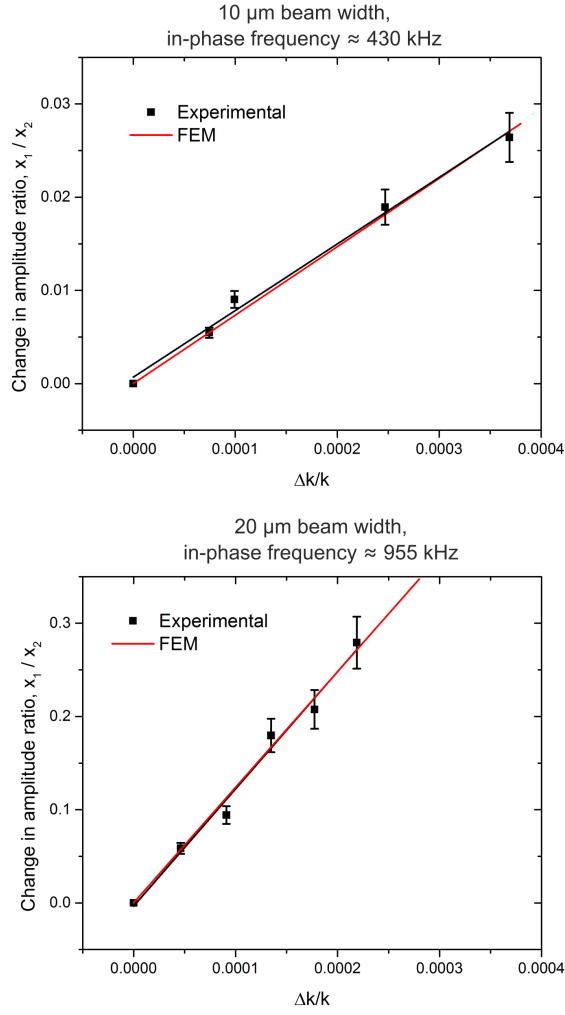 10 µm beam width,
in-phase frequency ≈ 430 kHz
Change in amplitude ratio, x₁ / x₂
0.03
0.02
0.01
0.00
Experimental
FEM
0.0000 0.0001 0.0002 0.0003 0.0004
Δk/k
20 µm beam width,
in-phase frequency ≈ 955 kHz
Change in amplitude ratio, x₁ / x₂
0.3
0.2
0.1
0.0
Experimental
FEM
0.0000 0.0001 0.0002 0.0003 0.0004
Δk/k